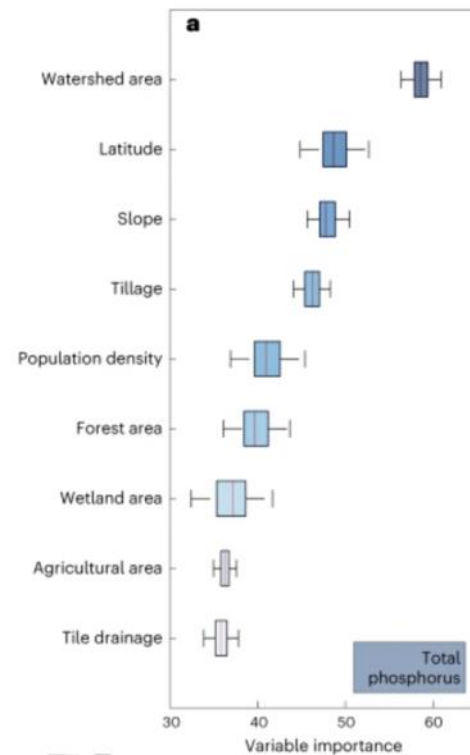 a
Watershed area
Latitude
Slope
Tillage
Population density
Forest area
Wetland area
Agricultural area
Tile drainage
Total
phosphorus
30 40 50 60
Variable importance